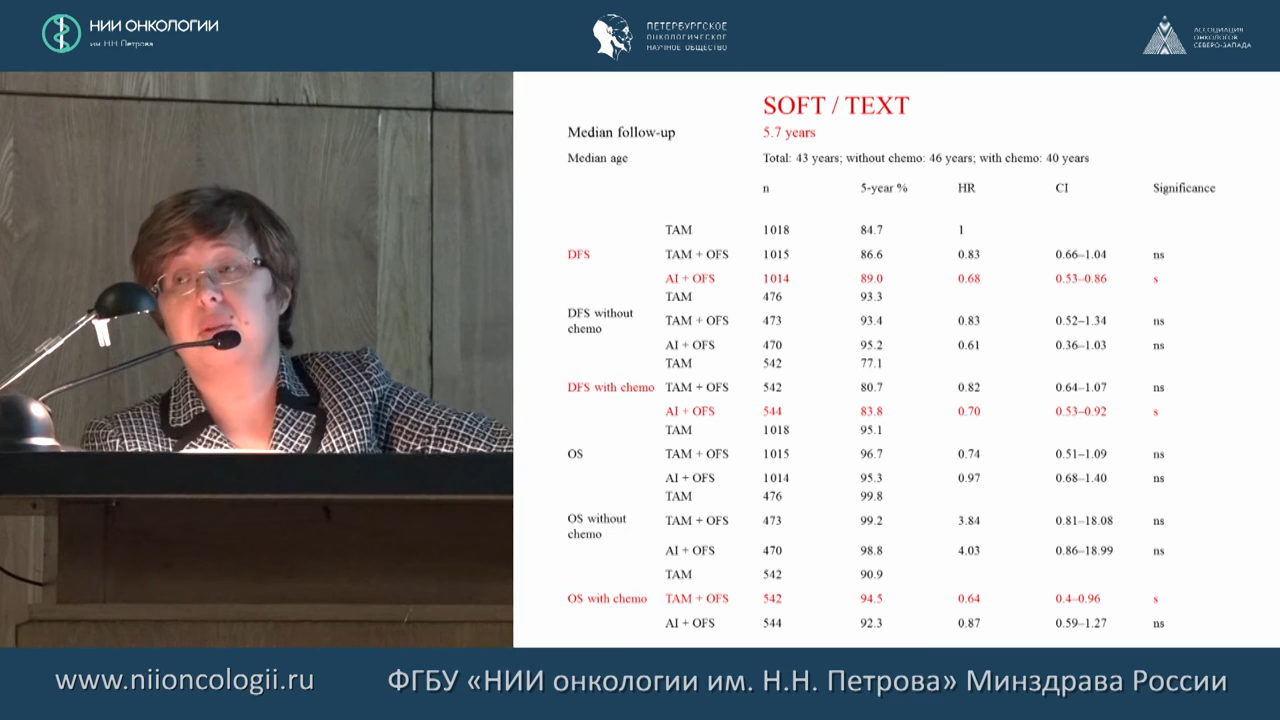 НИИ ОНКОЛОГИИ
им. Н.Н. Петрова
ПЕТЕРБУРГСКОЕ
ОНКОЛОГИЧЕСКОЕ
НАУЧНОЕ ОБЩЕСТВО
АССОЦИАЦИЯ
ОНКОЛОГОВ
СЕВЕРО-ЗАПАДА
SOFT / TEXT
Median follow-up 5.7 years
Median age Total: 43 years; without chemo: 46 years; with chemo: 40 years
n 5-year % HR CI Significance
TAM 1018 84.7 1
DFS TAM + OFS 1015 86.6 0.83 0.66–1.04 ns
AI + OFS 1014 89.0 0.68 0.53–0.86 s
TAM 476 93.3
DFS without
chemo TAM + OFS 473 93.4 0.83 0.52–1.34 ns
AI + OFS 470 95.2 0.61 0.36–1.03 ns
TAM 542 77.1
DFS with chemo TAM + OFS 542 80.7 0.82 0.64–1.07 ns
AI + OFS 544 83.8 0.70 0.53–0.92 s
TAM 1018 95.1
OS TAM + OFS 1015 96.7 0.74 0.51–1.09 ns
AI + OFS 1014 95.3 0.97 0.68–1.40 ns
TAM 476 99.8
OS without
chemo TAM + OFS 473 99.2 3.84 0.81–18.08 ns
AI + OFS 470 98.8 4.03 0.86–18.99 ns
TAM 542 90.9
OS with chemo TAM + OFS 542 94.5 0.64 0.4–0.96 s
AI + OFS 544 92.3 0.87 0.59–1.27 ns
www.niioncologii.ru ФГБУ «НИИ онкологии им. Н.Н. Петрова» Минздрава России